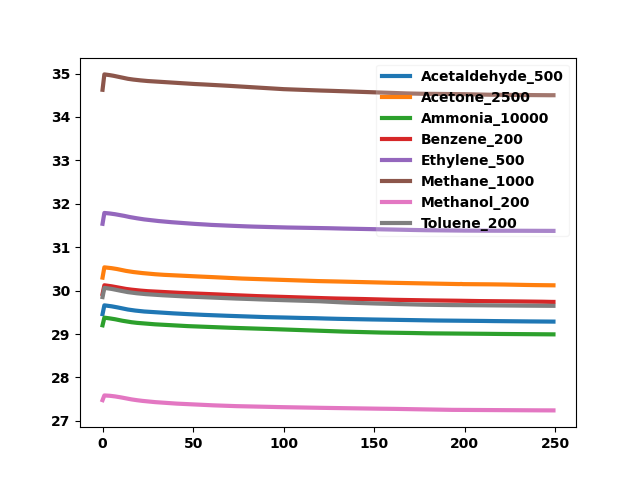 35
34
33
32
31
30
29
28
27
0
50
100
150
200
250
Acetaldehyde_500
Acetone_2500
Ammonia_10000
Benzene_200
Ethylene_500
Methane_1000
Methanol_200
Toluene_200